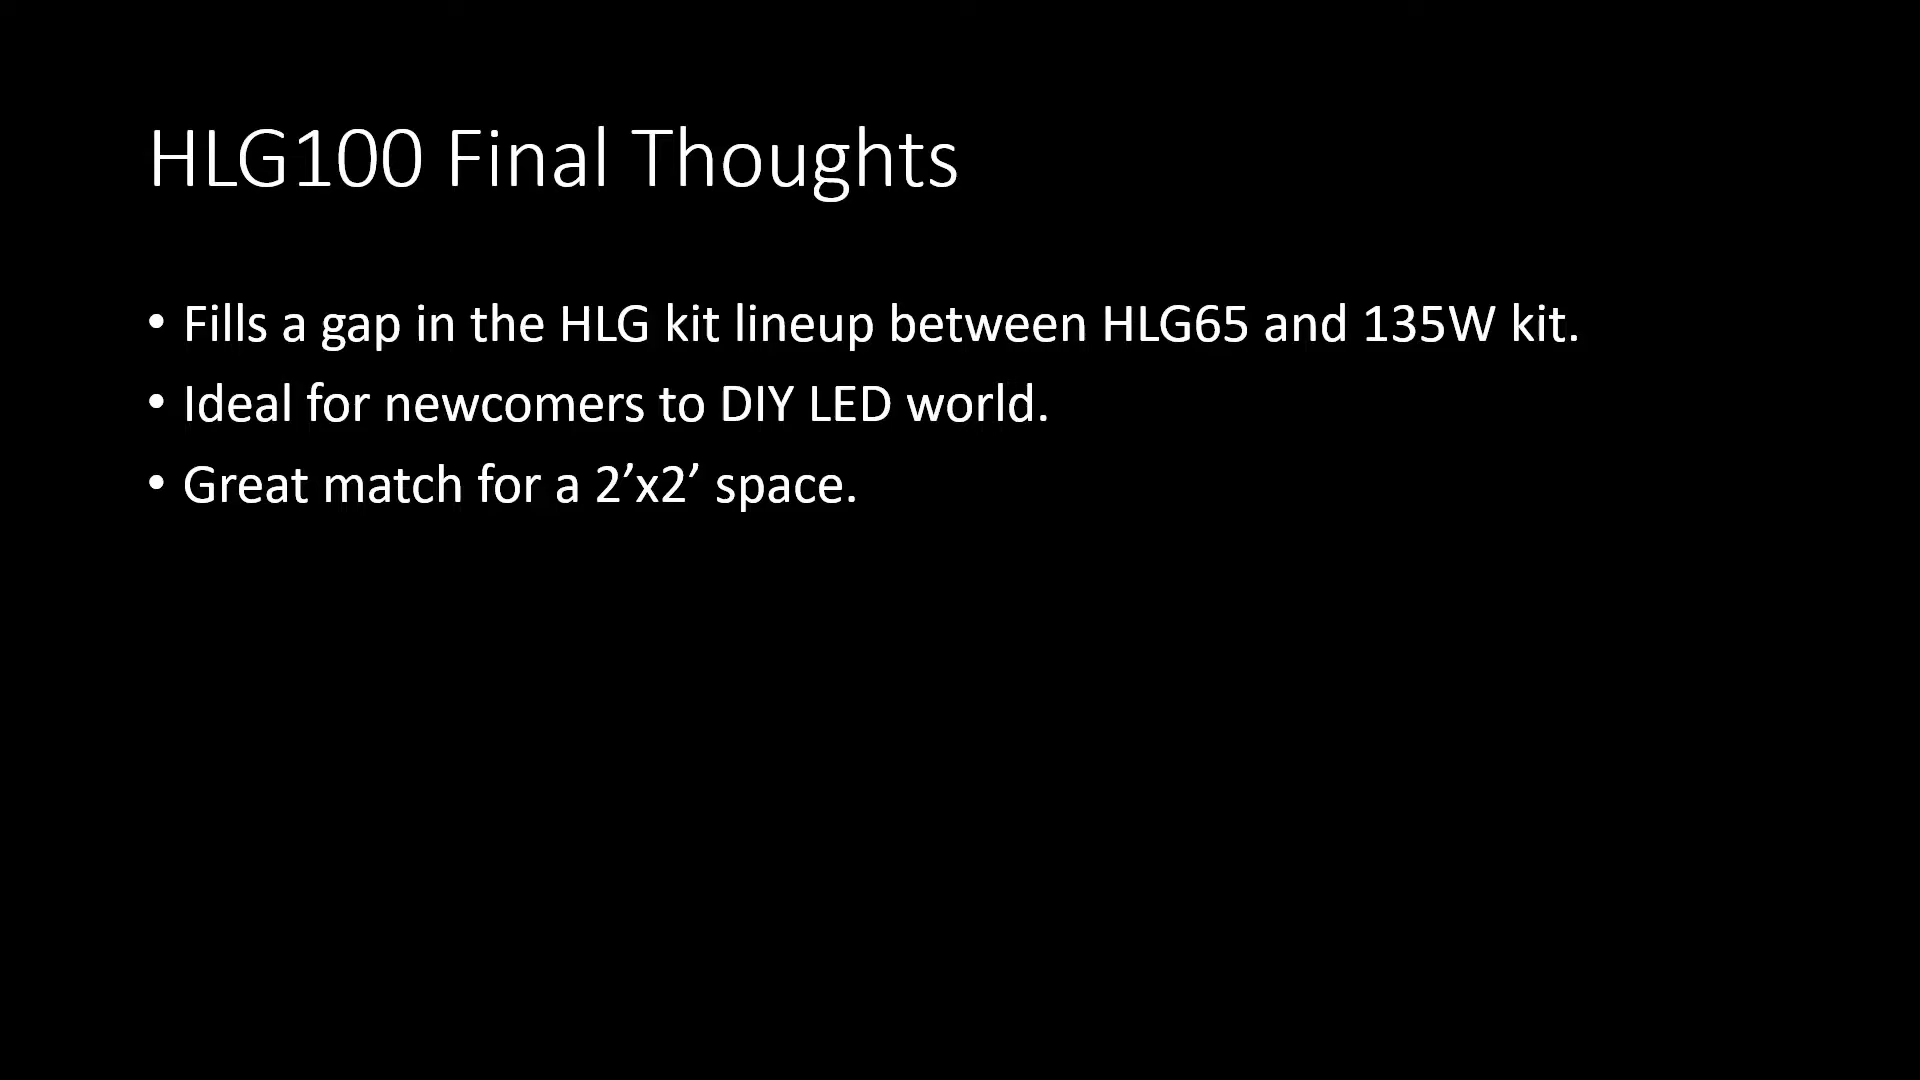 HLG100 Final Thoughts
• Fills a gap in the HLG kit lineup between HLG65 and 135W kit.
• Ideal for newcomers to DIY LED world.
• Great match for a 2’x2’ space.